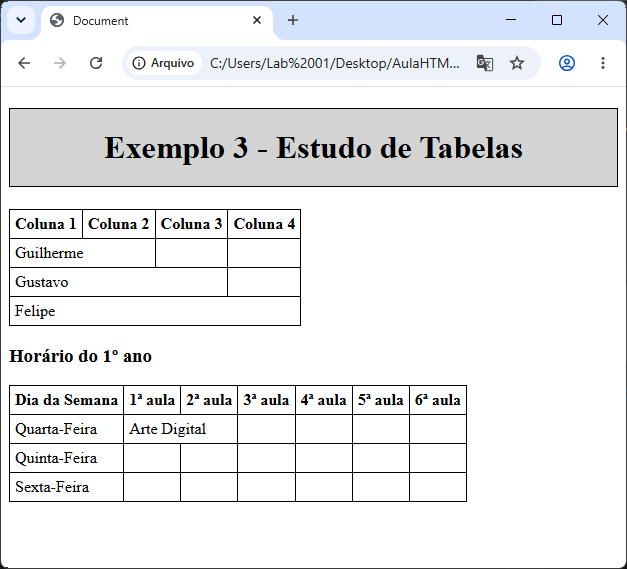 Document
Arquivo C:/Users/Lab%2001/Desktop/AulaHTM...
Exemplo 3 - Estudo de Tabelas
Coluna 1 Coluna 2 Coluna 3 Coluna 4
Guilherme
Gustavo
Felipe
Horário do 1º ano
Dia da Semana 1ª aula 2ª aula 3ª aula 4ª aula 5ª aula 6ª aula
Quarta-Feira Arte Digital
Quinta-Feira
Sexta-Feira